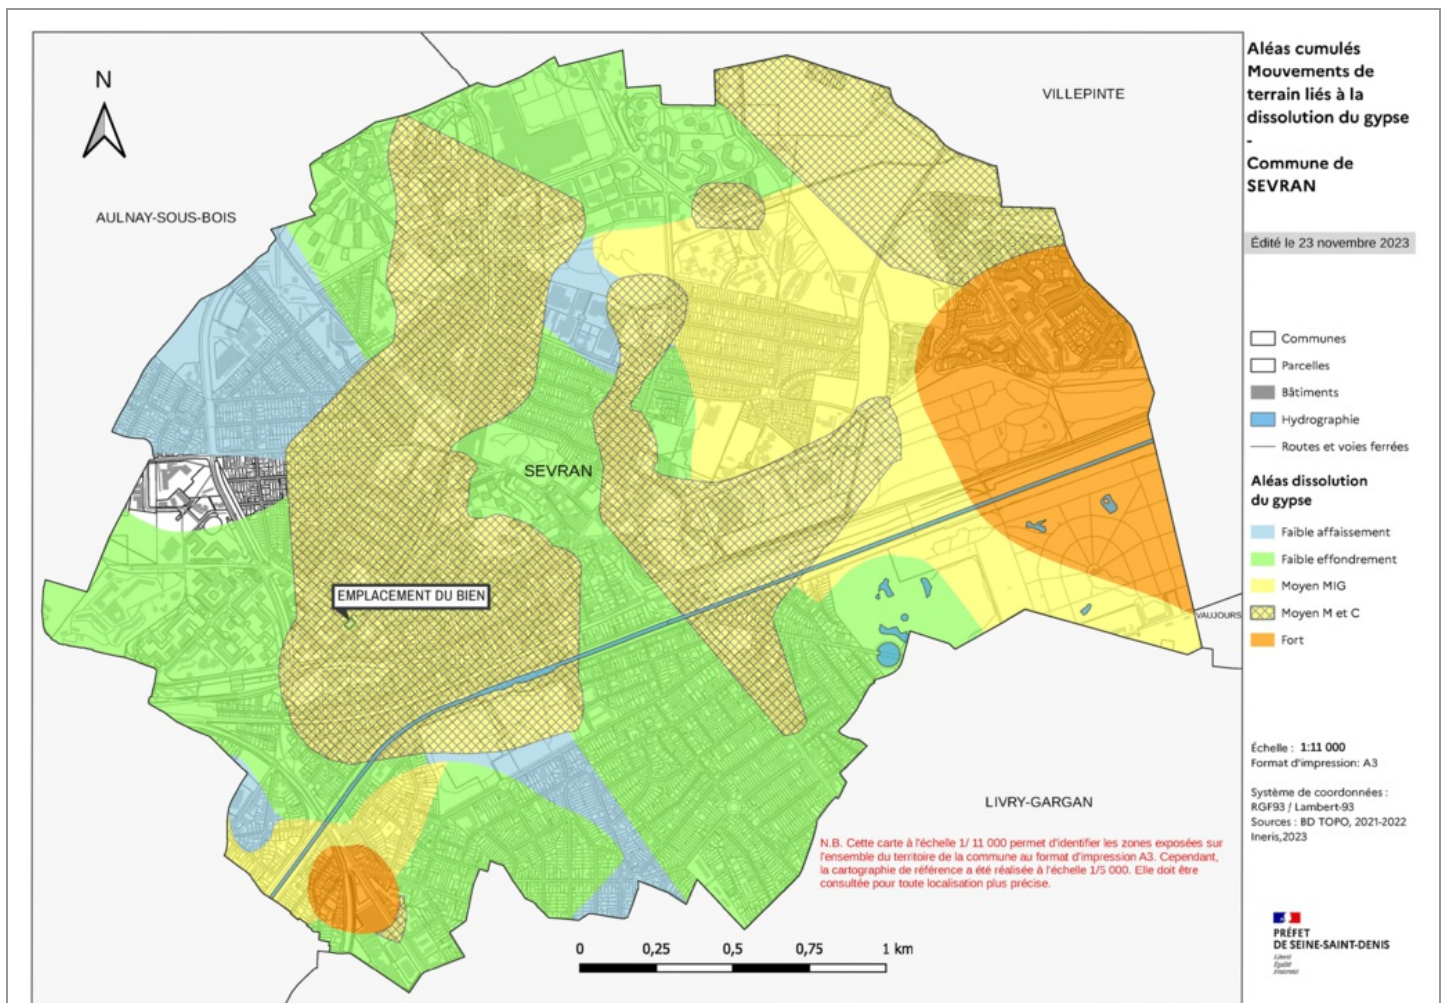 Aléas cumulés
Mouvements de
terrain liés à la
dissolution du gypse
-
Commune de
SEVRAN
Édité le 23 novembre 2023
N
VILLEPINTE
AULNAY-SOUS-BOIS
SEVRAN
EMPLACEMENT DU BIEN
VAUJOURS
LIVRY-GARGAN
Communes
Parcelles
Bâtiments
Hydrographie
Routes et voies ferrées
Aléas dissolution
du gypse
Faible affaissement
Faible effondrement
Moyen MIG
Moyen M et C
Fort
Échelle : 1:11 000
Format d'impression: A3
Système de coordonnées :
RGF93 / Lambert-93
Sources : BD TOPO, 2021-2022
Ineris,2023
N.B. Cette carte à l'échelle 1/ 11 000 permet d'identifier les zones exposées sur
l'ensemble du territoire de la commune au format d'impression A3. Cependant,
la cartographie de référence a été réalisée à l'échelle 1/5 000. Elle doit être
consultée pour toute localisation plus précise.
0 0,25 0,5 0,75 1 km
PRÉFET
DE SEINE-SAINT-DENIS
Liberté
Égalité
Fraternité